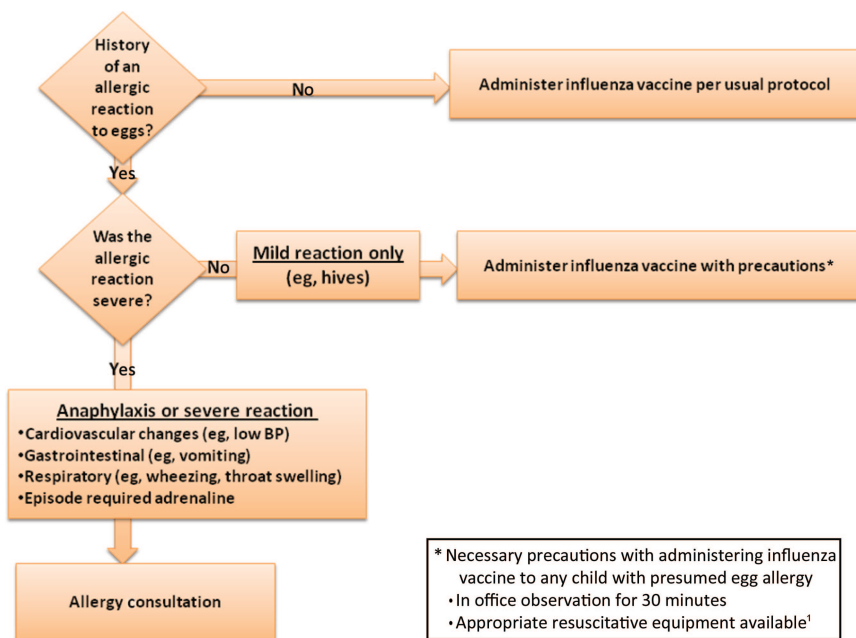 History
of an
allergic
reaction
to eggs?
No
Administer influenza vaccine per usual protocol
Yes
Was the
allergic
reaction
severe?
No
Mild reaction only
(eg, hives)
Administer influenza vaccine with precautions*
Yes
Anaphylaxis or severe reaction
•Cardiovascular changes (eg, low BP)
•Gastrointestinal (eg, vomiting)
•Respiratory (eg, wheezing, throat swelling)
•Episode required adrenaline
Allergy consultation
* Necessary precautions with administering influenza
vaccine to any child with presumed egg allergy
• In office observation for 30 minutes
• Appropriate resuscitative equipment available¹